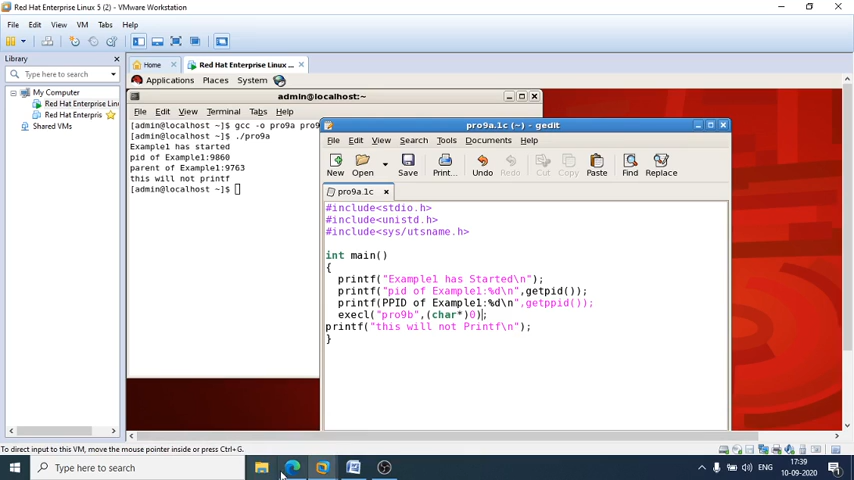 Red Hat Enterprise Linux 5 (2) - VMware Workstation
File Edit View VM Tabs Help
Library
Type here to search
My Computer
Red Hat Enterprise Lin
Red Hat Enterpris
Shared VMs
Home
Red Hat Enterprise Linux ...
Applications Places System
admin@localhost:~
File Edit View Terminal Tabs Help
[admin@localhost ~]$ gcc -o pro9a pro9
[admin@localhost ~]$ ./pro9a
Example1 has started
pid of Example1:9860
parent of Example1:9763
this will not printf
[admin@localhost ~]$
pro9a.1c (~) - gedit
File Edit View Search Tools Documents Help
New Open Save Print... Undo Redo Cut Copy Paste Find Replace
pro9a.1c
#include<stdio.h>
#include<unistd.h>
#include<sys/utsname.h>
int main()
{
printf("Example1 has Started\n");
printf("pid of Example1:%d\n",getpid());
printf(PPID of Example1:%d\n",getppid());
execl("pro9b",(char*)0);
printf("this will not Printf\n");
}
To direct input to this VM, move the mouse pointer inside or press Ctrl+G.
Type here to search
ENG
17:39
10-09-2020
1